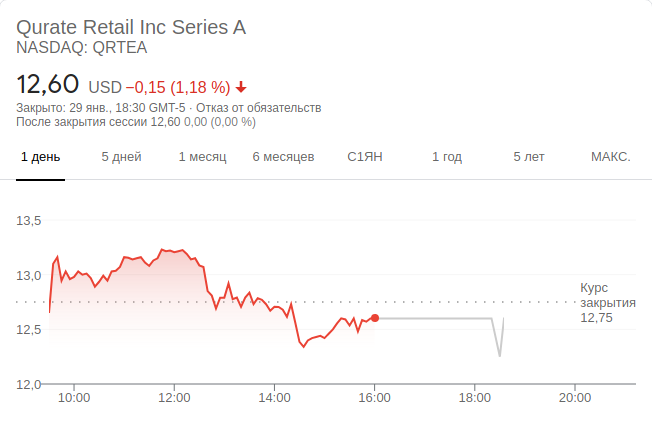 Qurate Retail Inc Series A
NASDAQ: QRTEA
12,60 USD −0,15 (1,18 %)
Закрыто: 29 янв., 18:30 GMT-5 · Отказ от обязательств
После закрытия сессии 12,60 0,00 (0,00 %)
1 день 5 дней 1 месяц 6 месяцев С1ЯН 1 год 5 лет МАКС.
13,5
13,0
Курс
закрытия
12,75
12,5
12,0
10:00 12:00 14:00 16:00 18:00 20:00